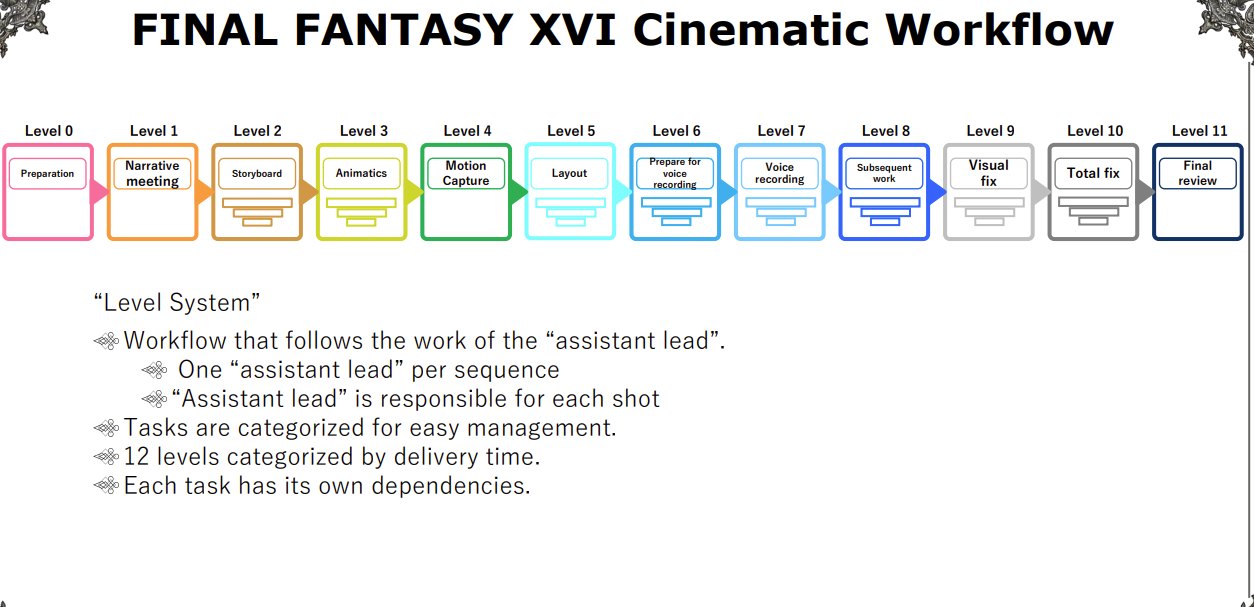 FINAL FANTASY XVI Cinematic Workflow
Level 0
Level 1
Level 2
Level 3
Level 4
Level 5
Level 6
Level 7
Level 8
Level 9
Level 10
Level 11
Preparation
Narrative
meeting
Storyboard
Animatics
Motion
Capture
Layout
Prepare for
voice
recording
Voice
recording
Subsequent
work
Visual
fix
Total fix
Final
review
“Level System”
Workflow that follows the work of the “assistant lead”.
One “assistant lead” per sequence
“Assistant lead” is responsible for each shot
Tasks are categorized for easy management.
12 levels categorized by delivery time.
Each task has its own dependencies.